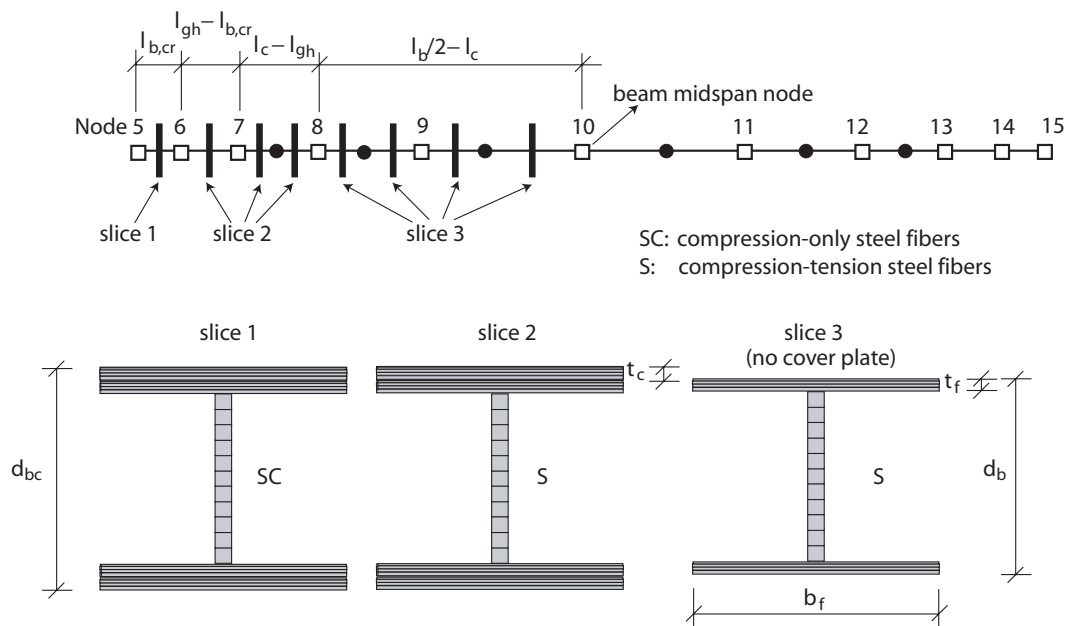 l_b,cr
l_gh – l_b,cr
l_c – l_gh
l_b/2 – l_c
beam midspan node
Node
5 6 7 8 9 10 11 12 13 14 15
slice 1
slice 2
slice 3
SC: compression-only steel fibers
S: compression-tension steel fibers
slice 1
slice 2
slice 3
(no cover plate)
t_c
t_f
d_bc
SC
S
S
d_b
b_f